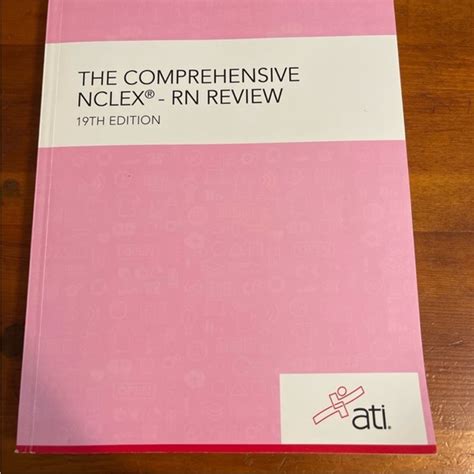 THE COMPREHENSIVE
NCLEX® - RN REVIEW
19TH EDITION
ati®